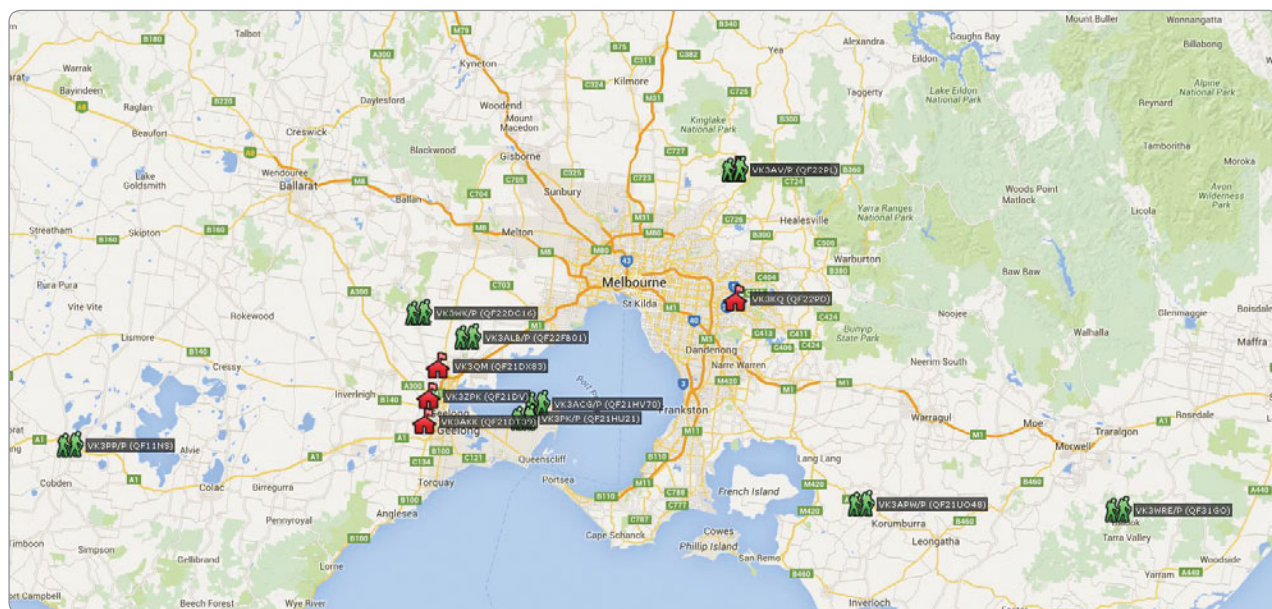 Talbot
Mount Buller
Wonnangatta
Goughs Bay
Billabong
Warrak
Bayindeen
Kyneton
Yea
Alexandra
Eildon
Raglan
Daylesford
Kilmore
Taggerty
Lake Eildon
National Park
Alpine National
Park
Reynard
Beaufort
Creswick
Woodend
Mount
Macedon
Kinglake
National Park
Tamboritha
Blackwood
Gisborne
Moroka
Lake
Goldsmith
Wendouree
Ballarat
Ballan
Sunbury
VK3AV/P (QF22PL)
Woods Point
Matlock
Licola
Avon
Wilderness
Park
Yarra Ranges
National Park
Healesville
Streatham
Skipton
Melton
Warburton
Baw Baw
Pura Pura
Melbourne
St Kilda
VK3KQ (QF22PD)
Boisdale
Vite Vite
Rokewood
VK3WK/P (QF22DC16)
Noojee
Glenmaggie
Bunyip
State Park
Walhalla
Maffra
Lismore
VK3ALB/P (QF22FB01)
Dandenong
Narre Warren
Neerim South
Cressy
VK3QM (QF21DX83)
Inverleigh
VK3ZPK (QF21DV)
VK3ACG/P (QF21HV70)
VK3PK/P (QF21HU21)
Frankston
Warragul
Moe
Rosedale
VK3AKK (QF21DT39)
Geelong
Traralgon
Morwell
VK3PP/P (QF11NS)
Alvie
Cobden
Colac
Birregurra
Queenscliff
Portsea
Torquay
Lang Lang
French Island
VK3APW/P (QF21UO48)
VK3WRE/P (QF31GO)
Anglesea
Korumburra
Leongatha
Tarra Valley
Pennyroyal
Cape Schanck
Cowes
Phillip Island
San Remo
Timboon
Simpson
Gellibrand
Lorne
Woodside
Yarram
Port Campbell
Beech Forest
Wye River
Inverloch